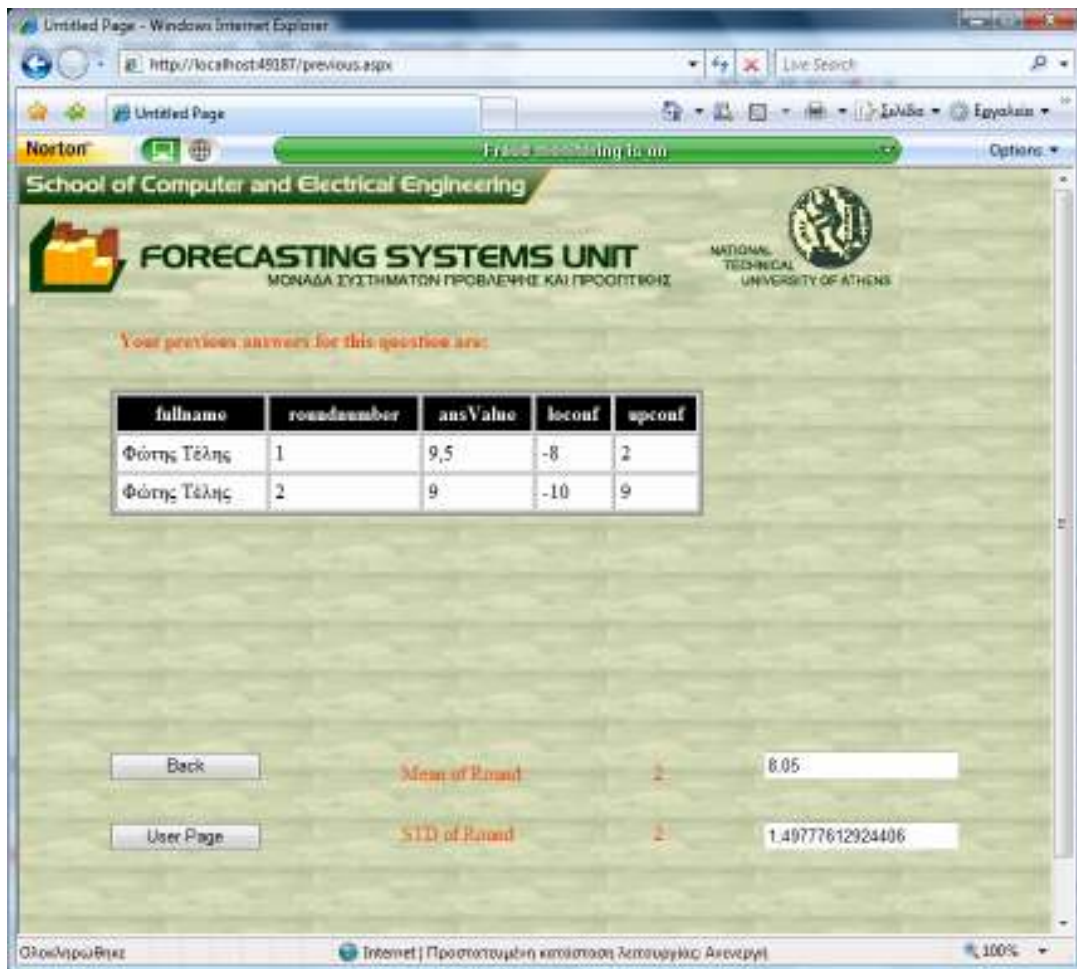 Untitled Page - Windows Internet Explorer
http://localhost:49187/previous.aspx
Live Search
Untitled Page
Σελίδα
Εργαλεία
Norton
Fraud monitoring is on
Options
School of Computer and Electrical Engineering
FORECASTING SYSTEMS UNIT
ΜΟΝΑΔΑ ΣΥΣΤΗΜΑΤΩΝ ΠΡΟΒΛΕΨΗΣ ΚΑΙ ΠΡΟΟΠΤΙΚΗΣ
NATIONAL
TECHNICAL
UNIVERSITY OF ATHENS
Your previous answers for this question are:
fullname roundnumber ansValue loconf upconf
Φώτης Τέλης 1 9,5 -8 2
Φώτης Τέλης 2 9 -10 9
Back Mean of Round 2 8.05
User Page STD of Round 2 1.49777612924406
Ολοκληρώθηκε Internet | Προστατευμένη κατάσταση λειτουργίας: Ανενεργή 100%